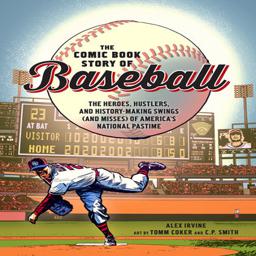 THE
COMIC BOOK
STORY OF
Baseball
THE HEROES, HUSTLERS,
AND HISTORY-MAKING SWINGS
(AND MISSES) OF AMERICA'S
NATIONAL PASTIME
23
AT BAT
VISITOR
HOME
ALEX IRVINE
ART BY TOMM COKER AND C.P. SMITH